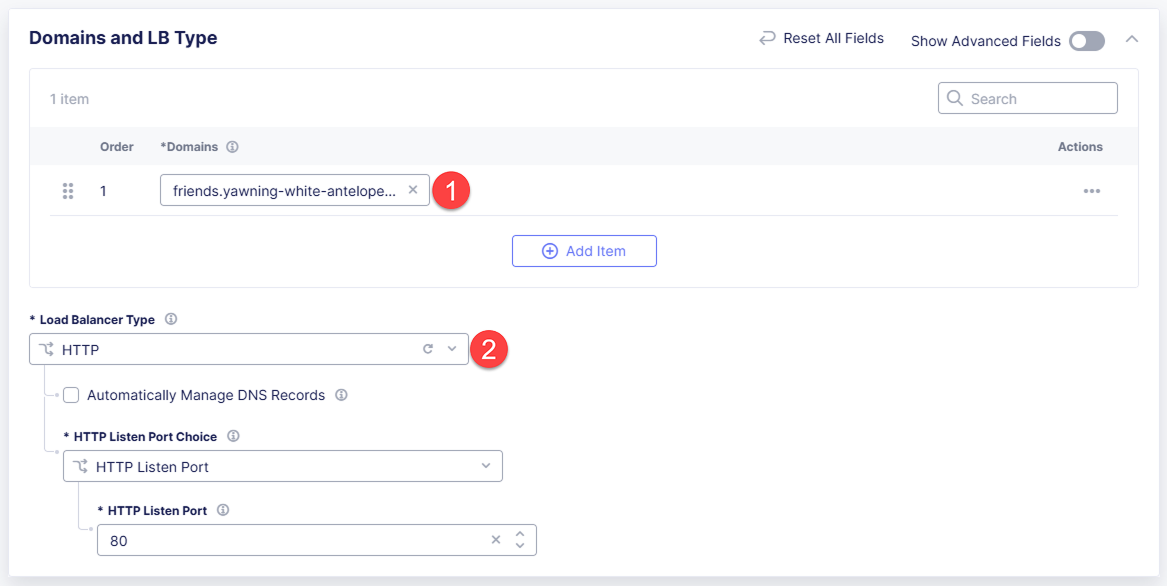 Domains and LB Type
Reset All Fields
Show Advanced Fields
1 item
Search
Order *Domains Actions
1 friends.yawning-white-antelope... 1
Add Item
* Load Balancer Type
HTTP 2
Automatically Manage DNS Records
* HTTP Listen Port Choice
HTTP Listen Port
* HTTP Listen Port
80